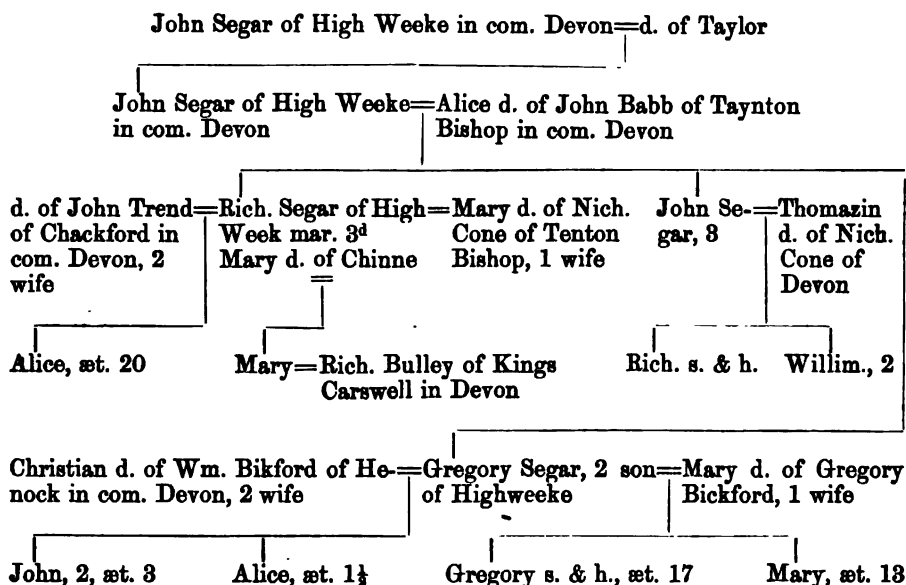 John Segar of High Weeke in com. Devon=d. of Taylor
John Segar of High Weeke=Alice d. of John Babb of Taynton
in com. Devon Bishop in com. Devon
d. of John Trend=Rich. Segar of High=Mary d. of Nich. John Se-=Thomazin
of Chackford in Week mar. 3d Cone of Tenton gar, 3 d. of Nich.
com. Devon, 2 Mary d. of Chinne Bishop, 1 wife Cone of
wife = Devon
Alice, æt. 20 Mary=Rich. Bulley of Kings Rich. s. & h. Willim., 2
Carswell in Devon
Christian d. of Wm. Bikford of He-=Gregory Segar, 2 son=Mary d. of Gregory
nock in com. Devon, 2 wife of Highweeke Bickford, 1 wife
John, 2, æt. 3 Alice, æt. 1½ Gregory s. & h., æt. 17 Mary, æt. 13